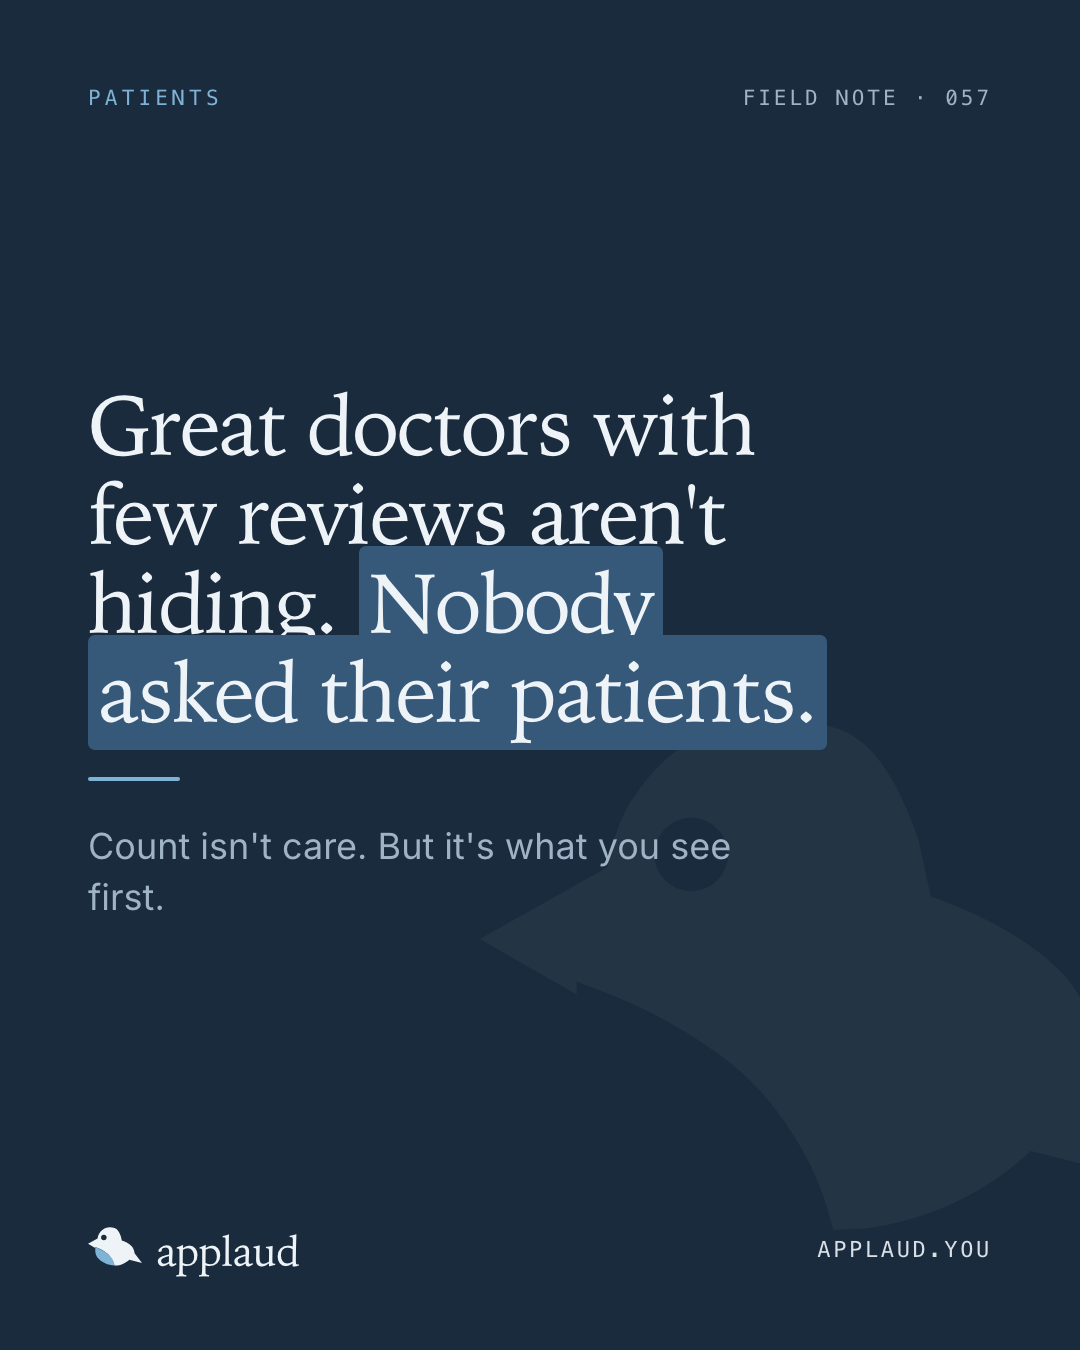 PATIENTS
FIELD NOTE · 057
Great doctors with
few reviews aren't
hiding. Nobody
asked their patients.
Count isn't care. But it's what you see
first.
applaud
APPLAUD.YOU